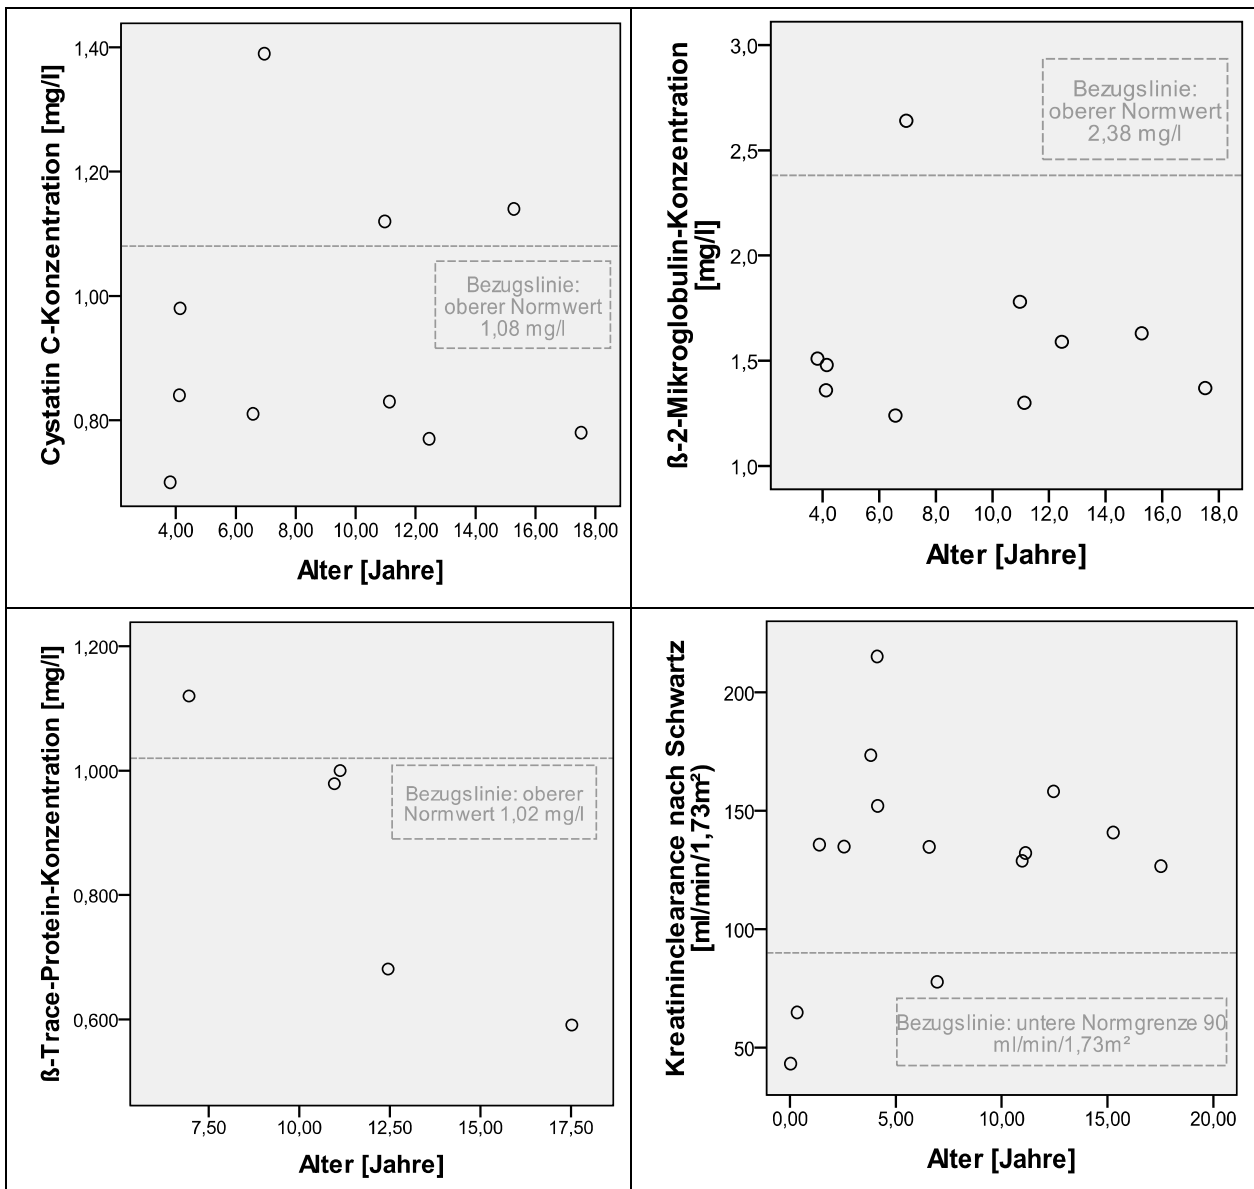 Cystatin C-Konzentration [mg/l]
1,40
1,20
1,00
0,80
Bezugslinie:
oberer Normwert
1,08 mg/l
4,00 6,00 8,00 10,00 12,00 14,00 16,00 18,00
Alter [Jahre]
ß-2-Mikroglobulin-Konzentration
[mg/l]
3,0
2,5
2,0
1,5
1,0
Bezugslinie:
oberer Normwert
2,38 mg/l
4,0 6,0 8,0 10,0 12,0 14,0 16,0 18,0
Alter [Jahre]
ß-Trace-Protein-Konzentration [mg/l]
1,200
1,000
0,800
0,600
Bezugslinie: oberer
Normwert 1,02 mg/l
7,50 10,00 12,50 15,00 17,50
Alter [Jahre]
Kreatininclearance nach Schwartz
[ml/min/1,73m²)
200
150
100
50
Bezugslinie: untere Normgrenze 90
ml/min/1,73m²
0,00 5,00 10,00 15,00 20,00
Alter [Jahre]